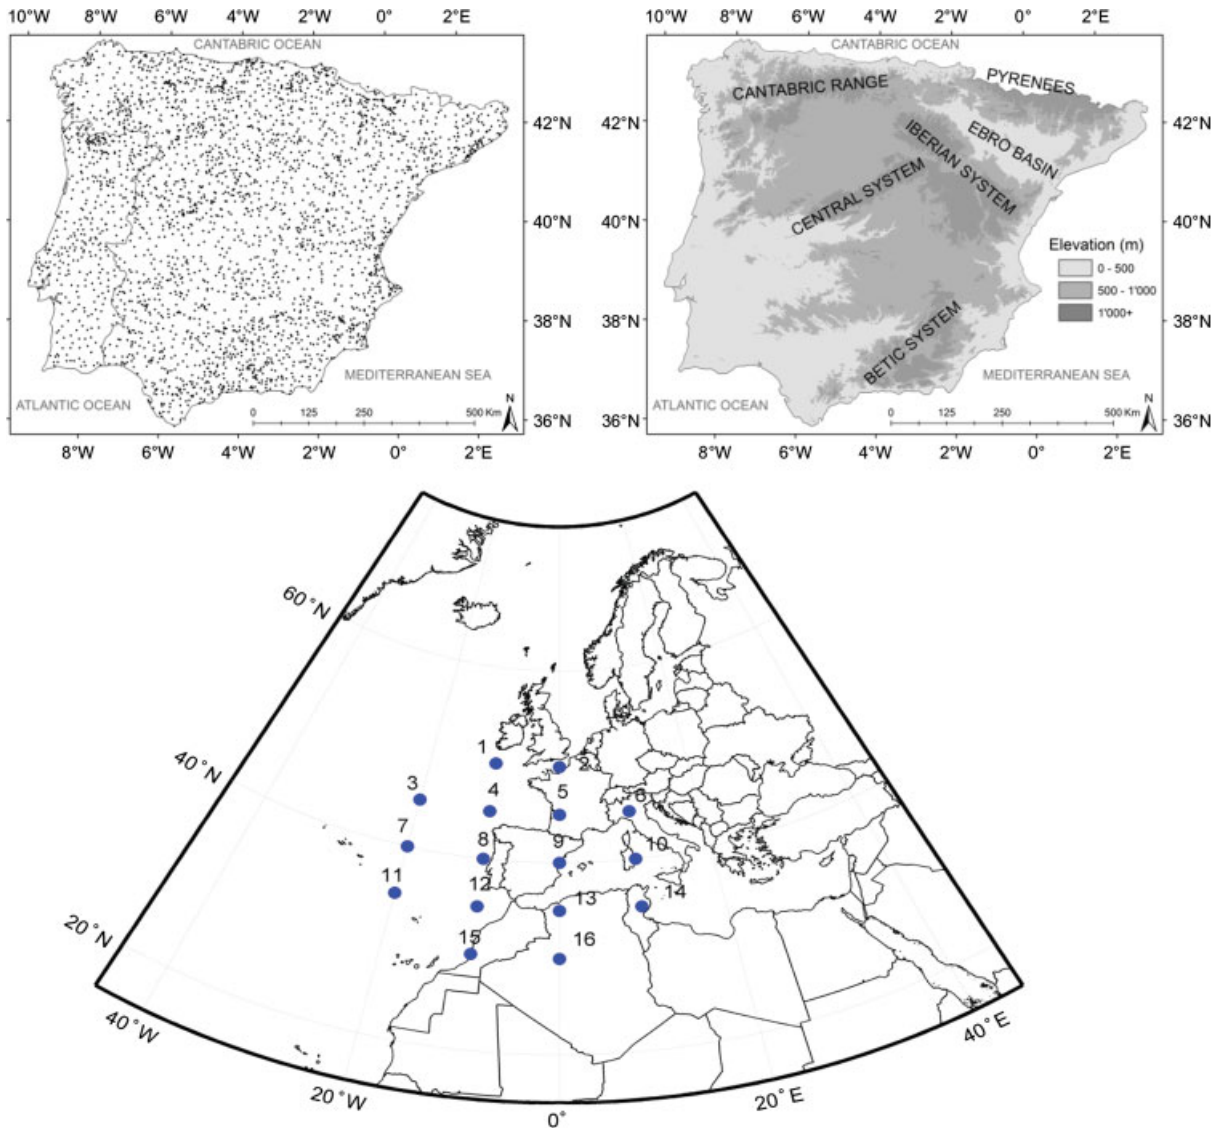 10°W 8°W 6°W 4°W 2°W 0° 2°E
CANTABRIC OCEAN
42°N
40°N
38°N
36°N
MEDITERRANEAN SEA
ATLANTIC OCEAN
0 125 250 500 Km
N
8°W 6°W 4°W 2°W 0° 2°E
10°W 8°W 6°W 4°W 2°W 0° 2°E
CANTABRIC OCEAN
CANTABRIC RANGE
PYRENEES
EBRO BASIN
IBERIAN SYSTEM
CENTRAL SYSTEM
BETIC SYSTEM
42°N
40°N
38°N
36°N
42°N
40°N
38°N
36°N
Elevation (m)
0 - 500
500 - 1'000
1'000+
MEDITERRANEAN SEA
ATLANTIC OCEAN
0 125 250 500 Km
N
8°W 6°W 4°W 2°W 0° 2°E
60°N
40°N
20°N
1 2
3 4 5 6
7 8 9 10
11 12 13 14
15 16
40°W
20°W
0°
20°E
40°E